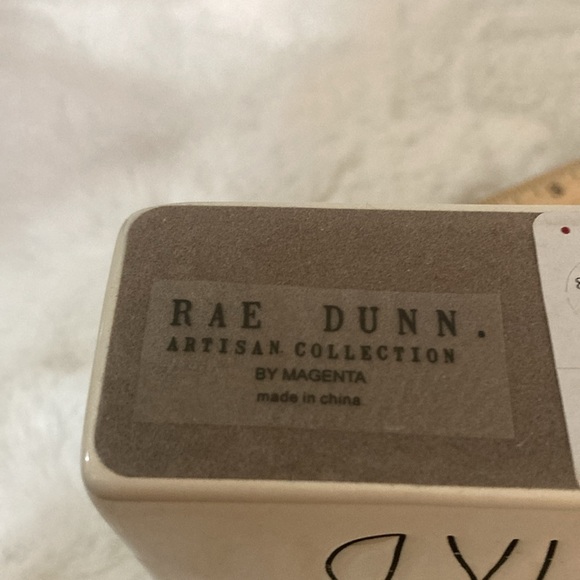 RAE DUNN.
ARTISAN COLLECTION
BY MAGENTA
made in china